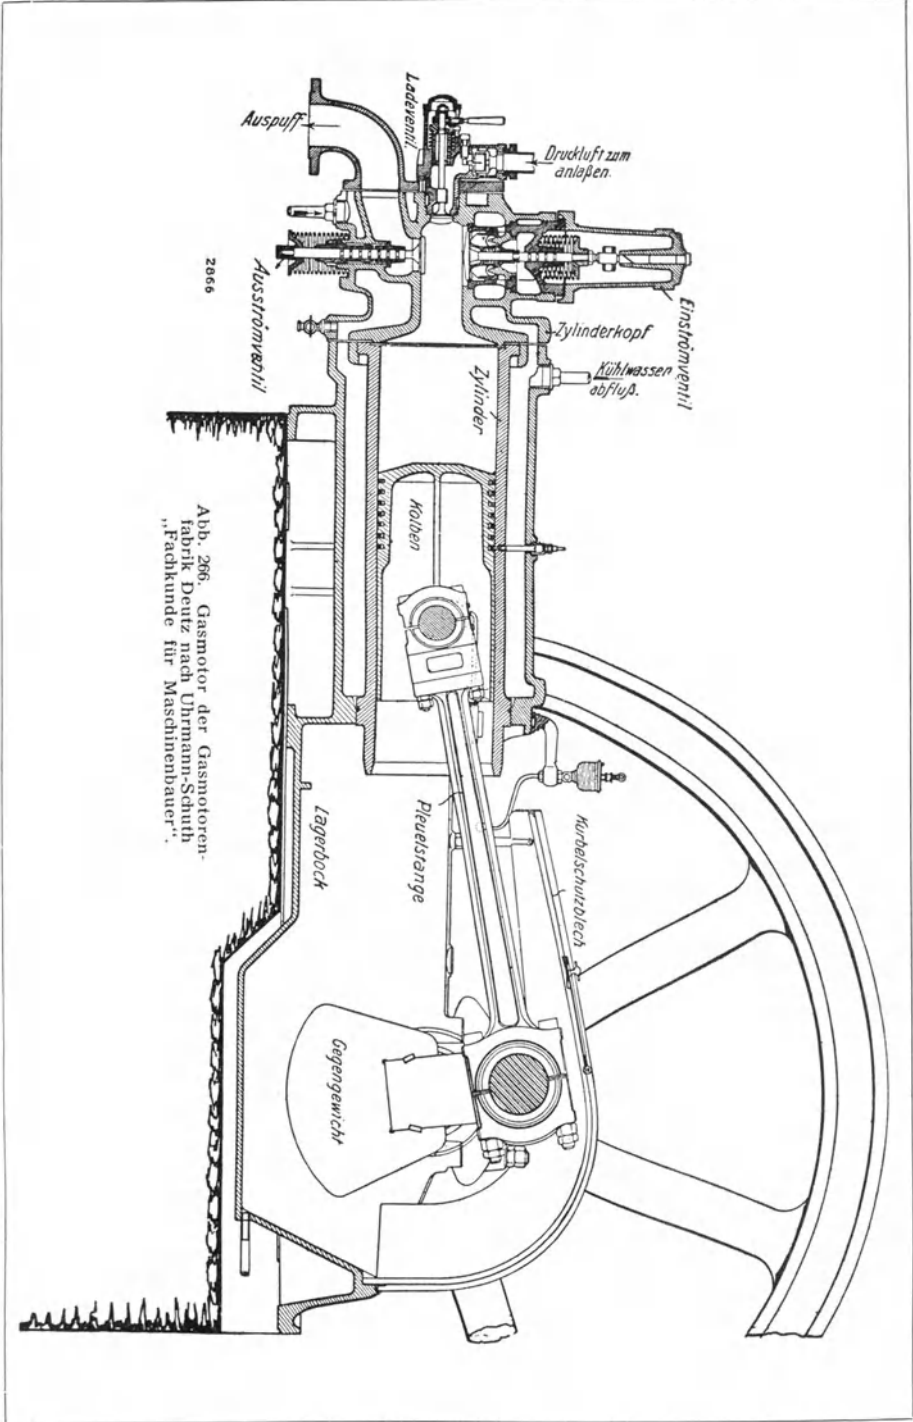 Auspuff
Ladeventil.
Druckluft zum
anlaßen.
Einströmventil
Zylinderkopf
Kühlwasser
abfluß.
Ausströmventil
2866
Zylinder
Kolben
Pleuelstange
Kurbelschutzblech
Lagerbock
Gegengewicht
Abb. 266. Gasmotor der Gasmotoren-
fabrik Deutz nach Uhrmann-Schuth
„Fachkunde für Maschinenbauer“.